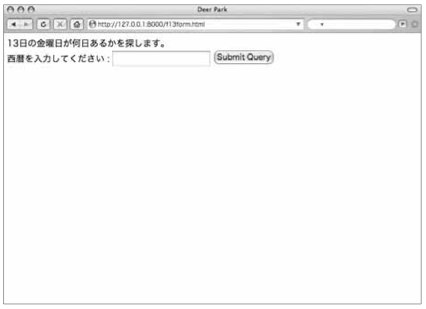 Deer Park
http://127.0.0.1:8000/f13form.html
13日の金曜日が何日あるかを探します。
西暦を入力してください : Submit Query